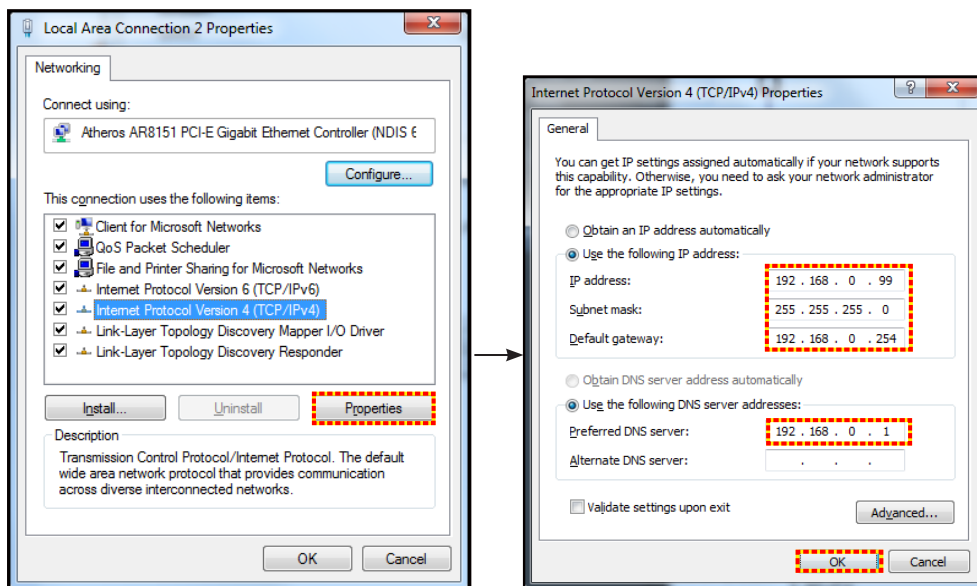 Local Area Connection 2 Properties
Networking
Connect using:
Atheros AR8151 PCI-E Gigabit Ethernet Controller (NDIS 6
Configure...
This connection uses the following items:
Client for Microsoft Networks
QoS Packet Scheduler
File and Printer Sharing for Microsoft Networks
Internet Protocol Version 6 (TCP/IPv6)
Internet Protocol Version 4 (TCP/IPv4)
Link-Layer Topology Discovery Mapper I/O Driver
Link-Layer Topology Discovery Responder
Install...
Uninstall
Properties
Description
Transmission Control Protocol/Internet Protocol. The default
wide area network protocol that provides communication
across diverse interconnected networks.
OK
Cancel
Internet Protocol Version 4 (TCP/IPv4) Properties
General
You can get IP settings assigned automatically if your network supports
this capability. Otherwise, you need to ask your network administrator
for the appropriate IP settings.
Obtain an IP address automatically
Use the following IP address:
IP address: 192 . 168 . 0 . 99
Subnet mask: 255 . 255 . 255 . 0
Default gateway: 192 . 168 . 0 . 254
Obtain DNS server address automatically
Use the following DNS server addresses:
Preferred DNS server: 192 . 168 . 0 . 1
Alternate DNS server: . . .
Validate settings upon exit
Advanced...
OK
Cancel